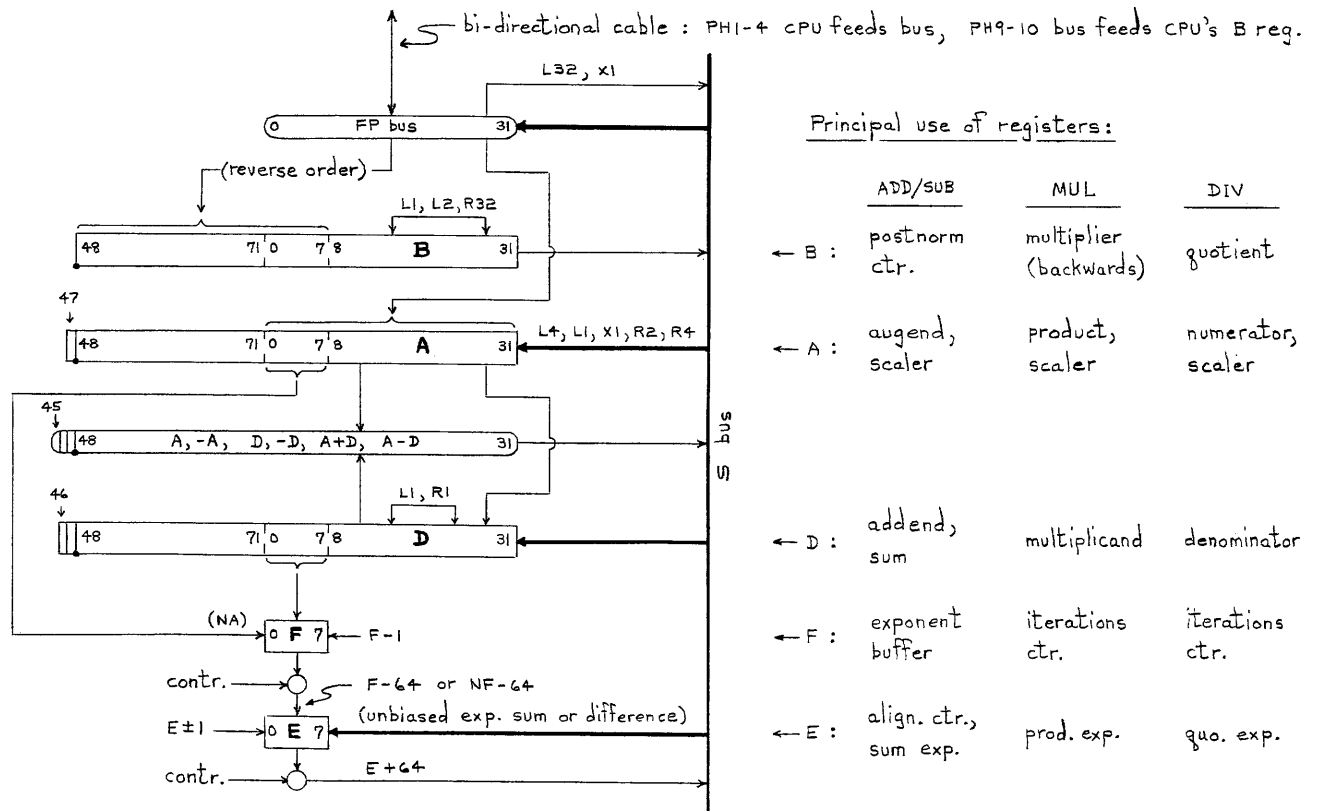 bi-directional cable : PH1-4 CPU feeds bus, PH9-10 bus feeds CPU's B reg.
L32, X1
0 FP bus 31
Principal use of registers:
(reverse order)
ADD/SUB MUL DIV
L1, L2, R32
48 71 0 7 8 B 31
← B : postnorm ctr. multiplier (backwards) quotient
47
L4, L1, X1, R2, R4
48 71 0 7 8 A 31
← A : augend, scaler product, scaler numerator, scaler
45
48 A, -A, D, -D, A+D, A-D 31
S bus
46
L1, R1
48 71 0 7 8 D 31
← D : addend, sum multiplicand denominator
(NA)
0 F 7 F-1
← F : exponent buffer iterations ctr. iterations ctr.
contr.
F-64 or NF-64
(unbiased exp. sum or difference)
E±1 0 E 7
← E : align. ctr., sum exp. prod. exp. quo. exp.
contr. E+64